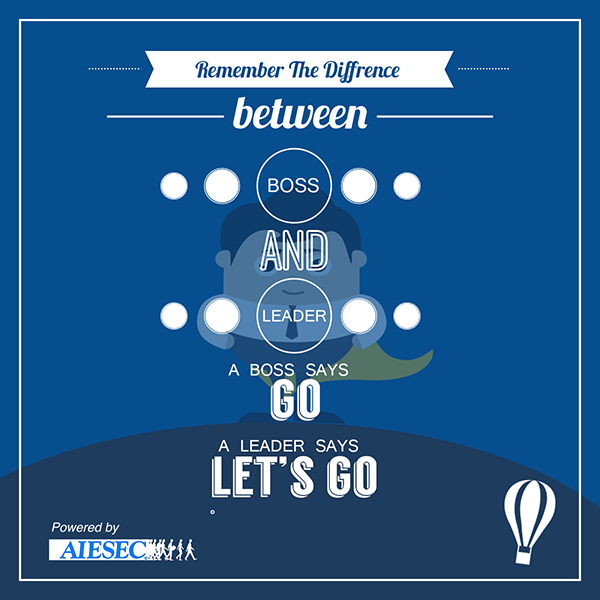 Remember The Diffrence
between
BOSS
AND
LEADER
A BOSS SAYS
GO
A LEADER SAYS
LET'S GO
Powered by
AIESEC